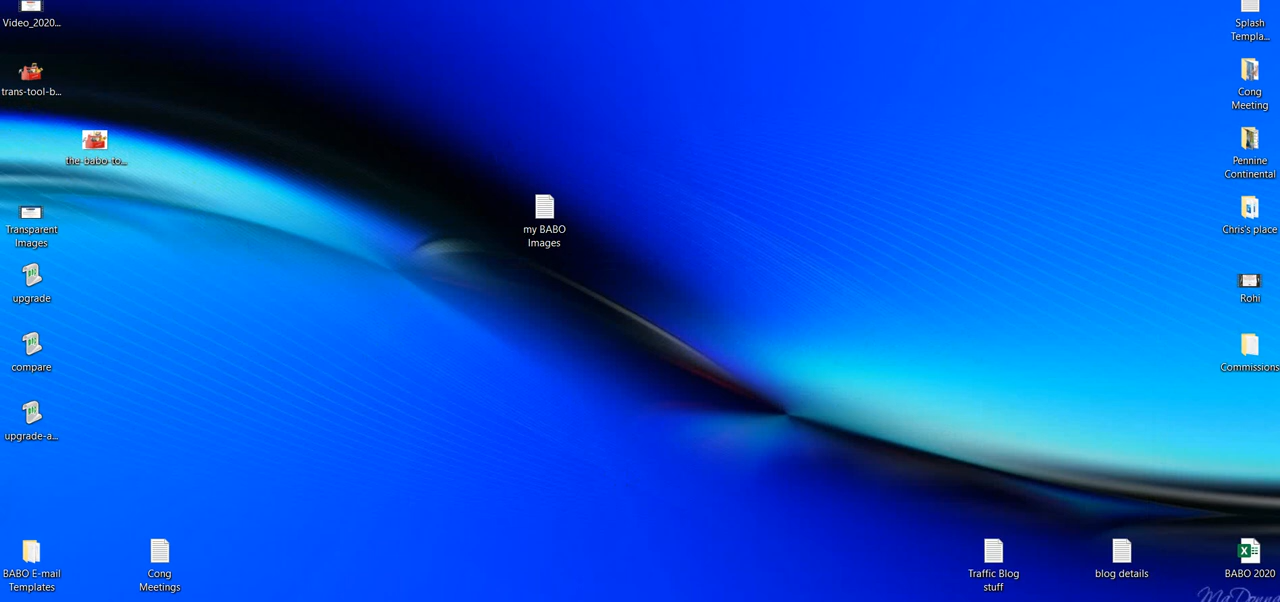 Video_2020...
Splash
Templa...
trans-tool-b...
Cong
Meeting
the-babo-to...
Pennine
Continental
Transparent
Images
my BABO
Images
Chris's place
upgrade
Rohi
compare
Commissions
upgrade-a...
BABO E-mail
Templates
Cong
Meetings
Traffic Blog
stuff
blog details
BABO 2020
MaDonna